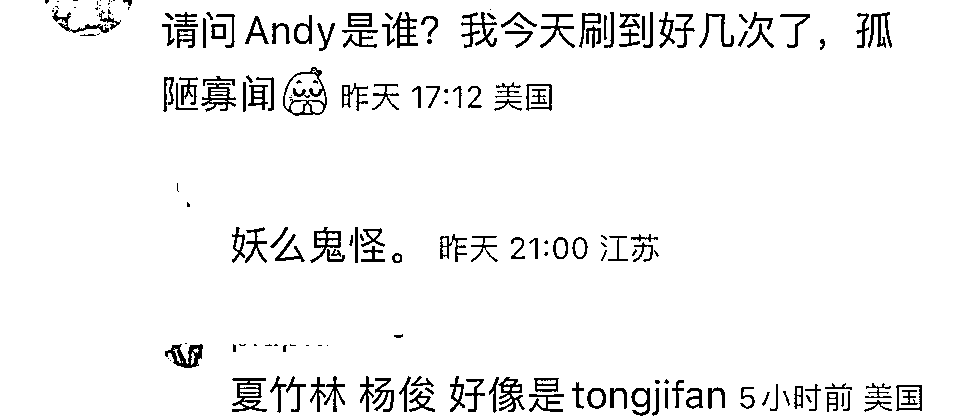 请问Andy是谁？我今天刷到好几次了，孤
陋寡闻 昨天 17:12 美国
妖么鬼怪。 昨天 21:00 江苏
夏竹林 杨俊 好像是tongjifan 5小时前 美国